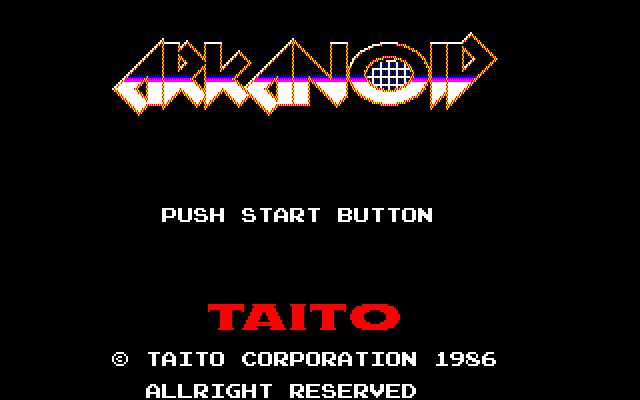 ARKANOID
PUSH START BUTTON
TAITO
© TAITO CORPORATION 1986
ALLRIGHT RESERVED